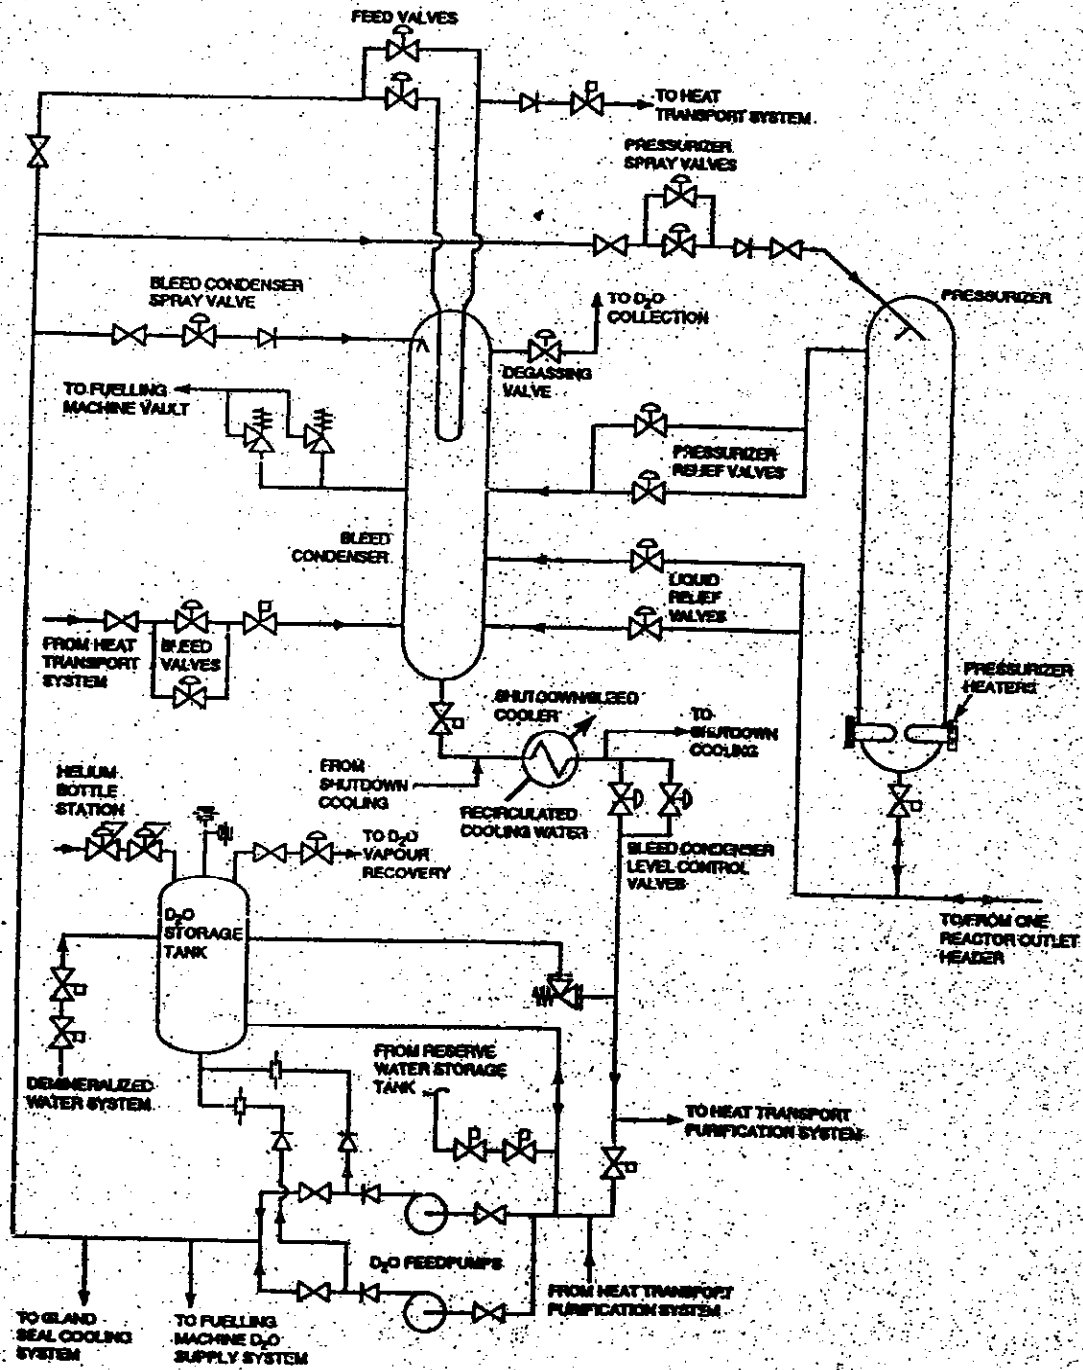 FEED VALVES
TO HEAT
TRANSPORT SYSTEM
PRESSURIZER
SPRAY VALVES
BLEED CONDENSER
SPRAY VALVE
TO D₂O
COLLECTION
PRESSURIZER
DEGASSING
VALVE
TO FUELLING
MACHINE VAULT
PRESSURIZER
RELIEF VALVES
BLEED
CONDENSER
LIQUID
RELIEF
VALVES
FROM HEAT
TRANSPORT
SYSTEM
BLEED
VALVES
PRESSURIZER
HEATERS
SHUTDOWN/BLEED
COOLER
TO
SHUTDOWN
COOLING
FROM
SHUTDOWN
COOLING
RECIRCULATED
COOLING WATER
HELIUM
BOTTLE
STATION
TO D₂O
VAPOUR
RECOVERY
BLEED CONDENSER
LEVEL CONTROL
VALVES
D₂O
STORAGE
TANK
TO/FROM ONE
REACTOR OUTLET
HEADER
FROM RESERVE
WATER STORAGE
TANK
DEMINERALIZED
WATER SYSTEM
TO HEAT TRANSPORT
PURIFICATION SYSTEM
D₂O FEEDPUMPS
FROM HEAT TRANSPORT
PURIFICATION SYSTEM
TO GLAND
SEAL COOLING
SYSTEM
TO FUELLING
MACHINE D₂O
SUPPLY SYSTEM